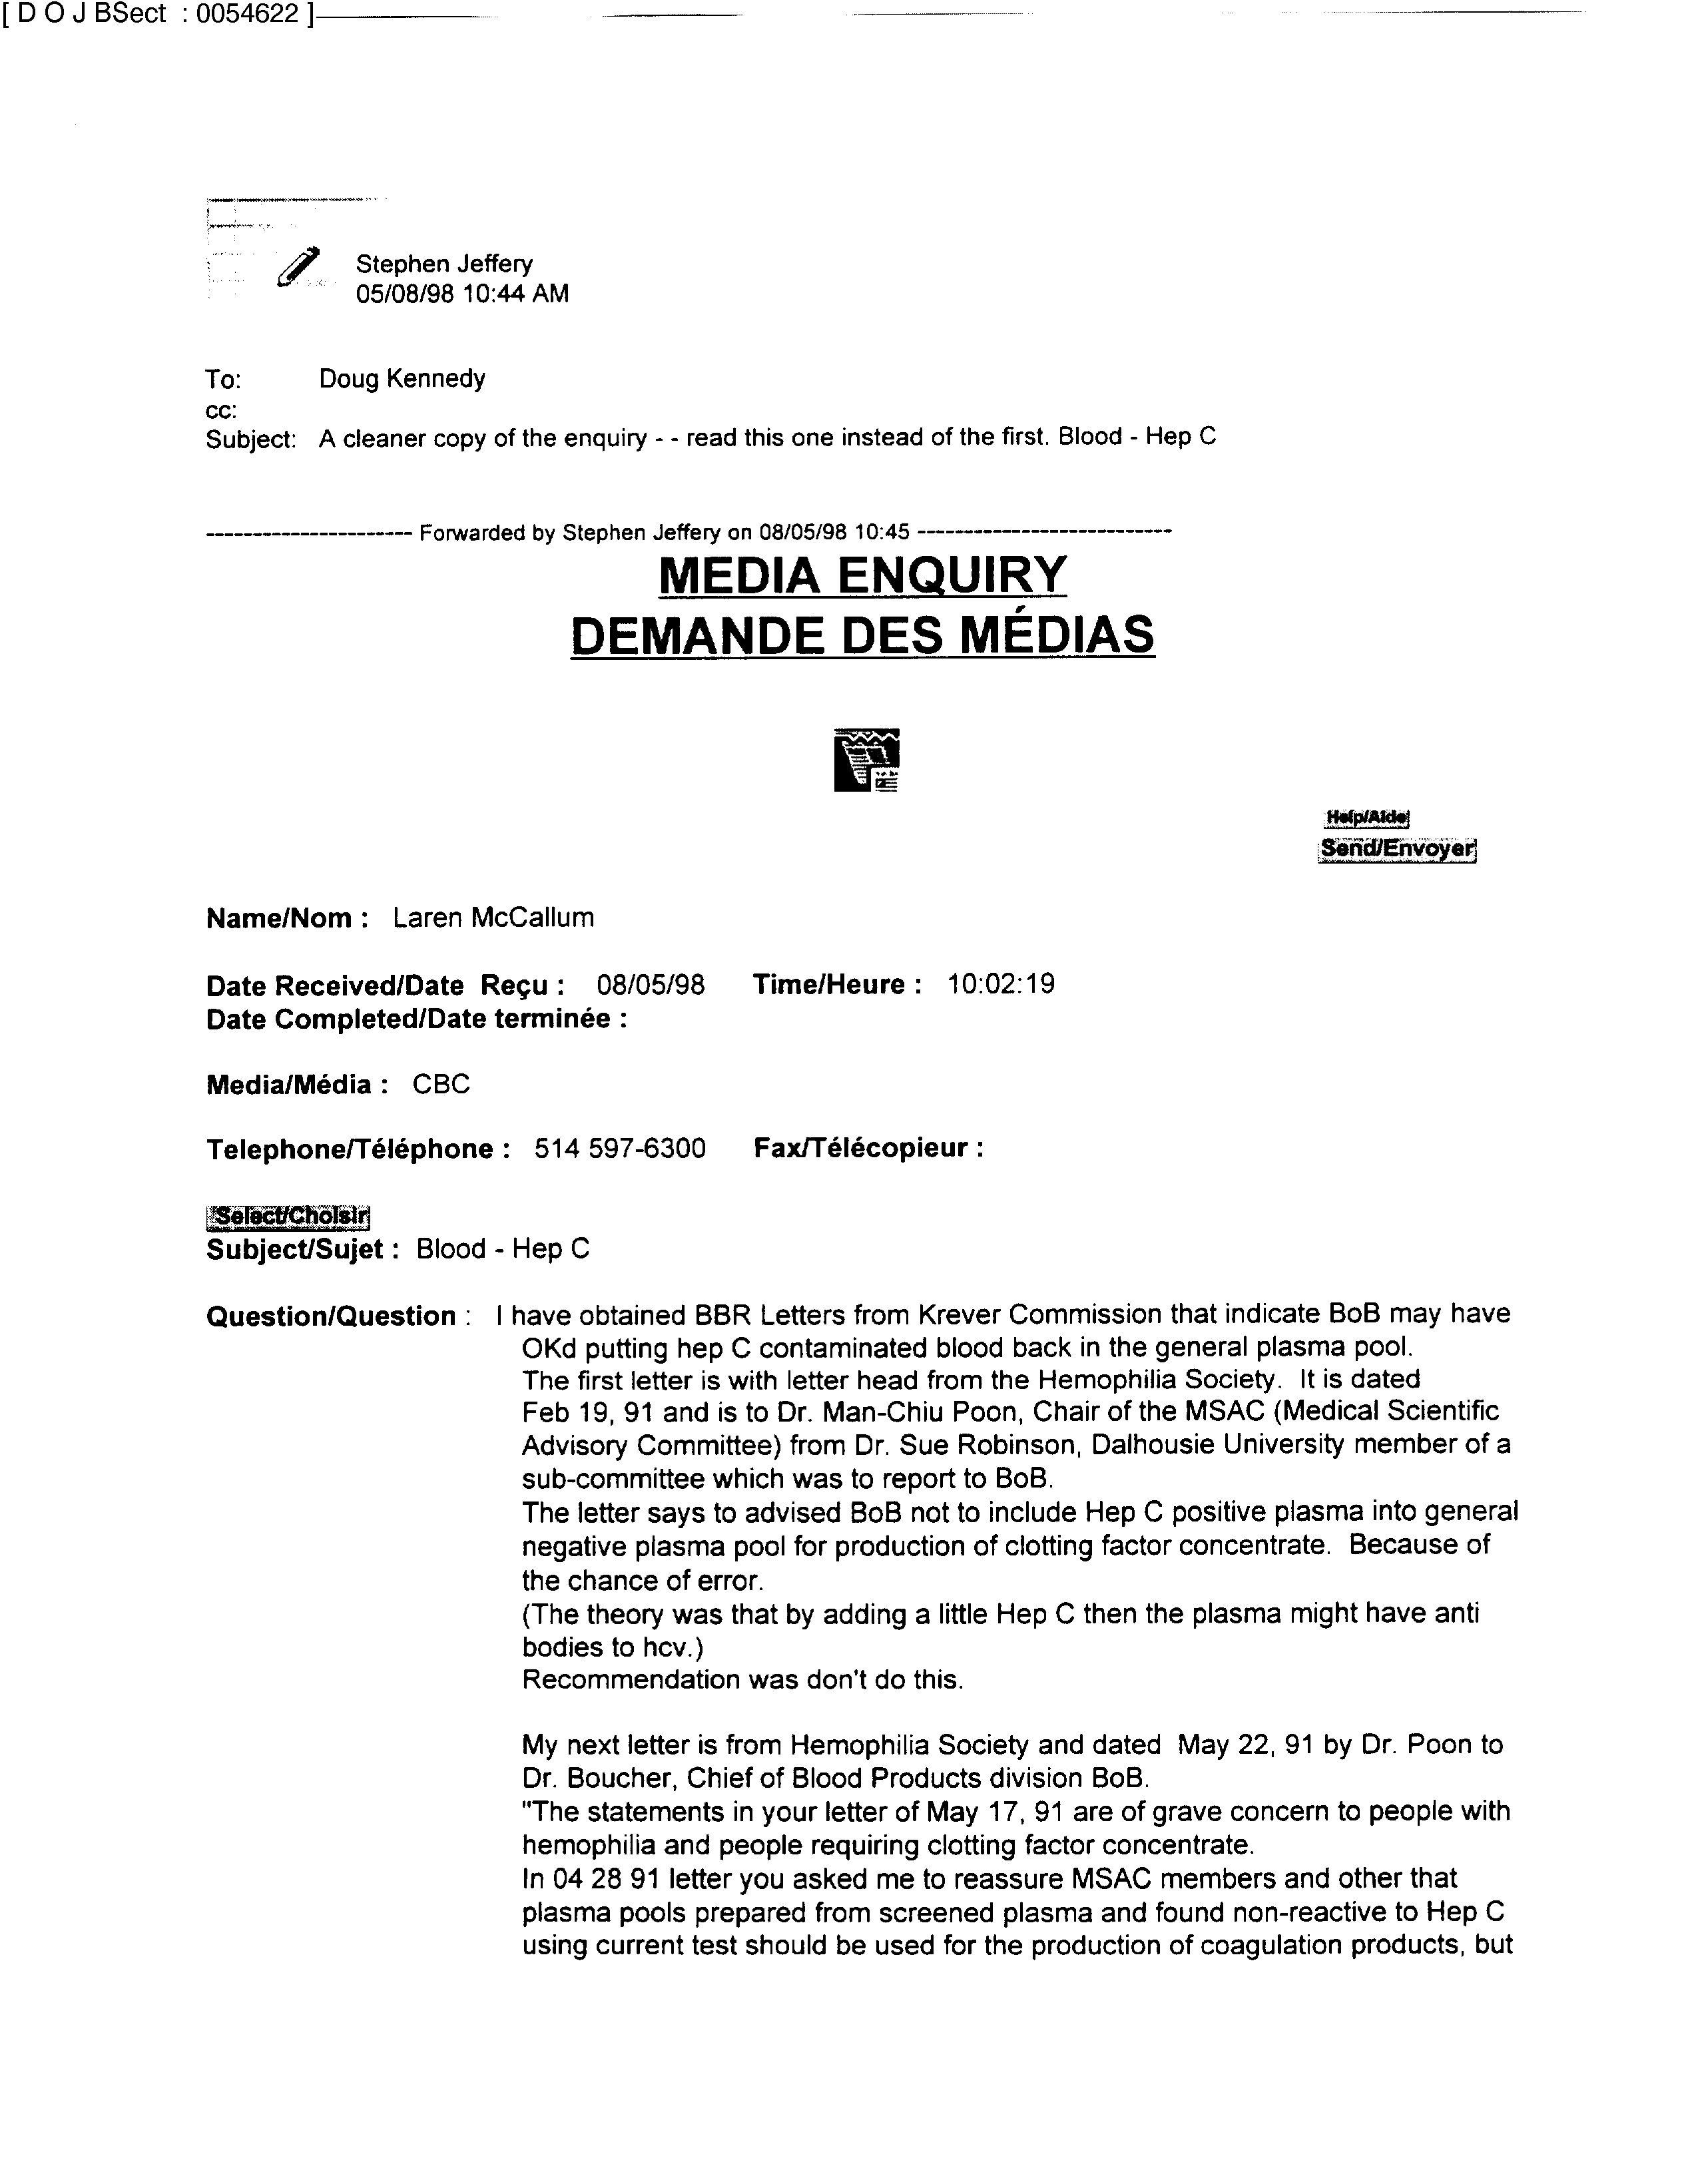 [ D O J BSect : 0054622 ]
Stephen Jeffery
05/08/98 10:44 AM
To: Doug Kennedy
cc:
Subject: A cleaner copy of the enquiry - - read this one instead of the first. Blood - Hep C
---------------------- Forwarded by Stephen Jeffery on 08/05/98 10:45 ---------------------------
MEDIA ENQUIRY
DEMANDE DES MÉDIAS
Help/Aide
Send/Envoyer
Name/Nom : Laren McCallum
Date Received/Date Reçu : 08/05/98 Time/Heure : 10:02:19
Date Completed/Date terminée :
Media/Média : CBC
Telephone/Téléphone : 514 597-6300 Fax/Télécopieur :
Select/Choisir
Subject/Sujet : Blood - Hep C
Question/Question : I have obtained BBR Letters from Krever Commission that indicate BoB may have
OKd putting hep C contaminated blood back in the general plasma pool.
The first letter is with letter head from the Hemophilia Society. It is dated
Feb 19, 91 and is to Dr. Man-Chiu Poon, Chair of the MSAC (Medical Scientific
Advisory Committee) from Dr. Sue Robinson, Dalhousie University member of a
sub-committee which was to report to BoB.
The letter says to advised BoB not to include Hep C positive plasma into general
negative plasma pool for production of clotting factor concentrate. Because of
the chance of error.
(The theory was that by adding a little Hep C then the plasma might have anti
bodies to hcv.)
Recommendation was don't do this.
My next letter is from Hemophilia Society and dated May 22, 91 by Dr. Poon to
Dr. Boucher, Chief of Blood Products division BoB.
"The statements in your letter of May 17, 91 are of grave concern to people with
hemophilia and people requiring clotting factor concentrate.
In 04 28 91 letter you asked me to reassure MSAC members and other that
plasma pools prepared from screened plasma and found non-reactive to Hep C
using current test should be used for the production of coagulation products, but